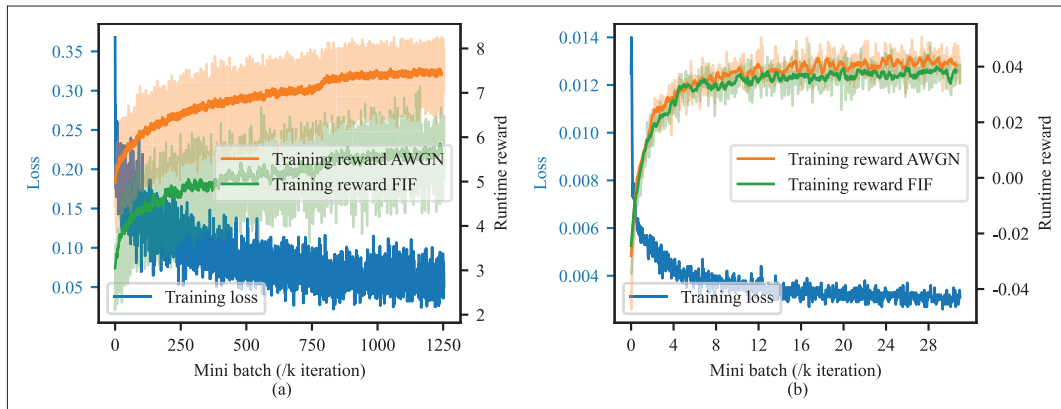 0.35
0.30
0.25
0.20
0.15
0.10
0.05
Loss
8
7
6
5
4
3
2
Runtime reward
Training reward AWGN
Training reward FIF
Training loss
0 250 500 750 1000 1250
Mini batch (/k iteration)
(a)
0.014
0.012
0.010
0.008
0.006
0.004
Loss
0.04
0.02
0.00
-0.02
-0.04
Runtime reward
Training reward AWGN
Training reward FIF
Training loss
0 4 8 12 16 20 24 28
Mini batch (/k iteration)
(b)